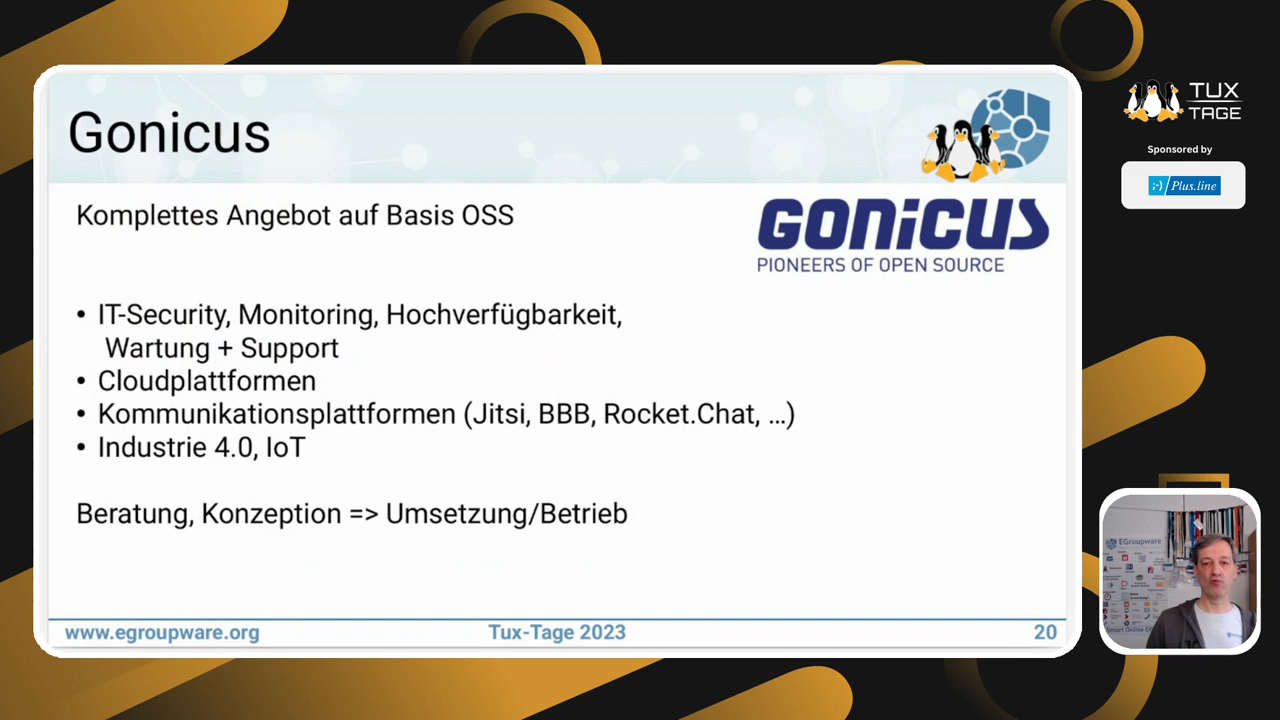 Gonicus
Komplettes Angebot auf Basis OSS
GONiCUS
PIONEERS OF OPEN SOURCE
• IT-Security, Monitoring, Hochverfügbarkeit,
Wartung + Support
• Cloudplattformen
• Kommunikationsplattformen (Jitsi, BBB, Rocket.Chat, ...)
• Industrie 4.0, IoT
Beratung, Konzeption => Umsetzung/Betrieb
www.egroupware.org
Tux-Tage 2023
20
TUX
TAGE
Sponsored by
;-) Plus.line
EGroupware